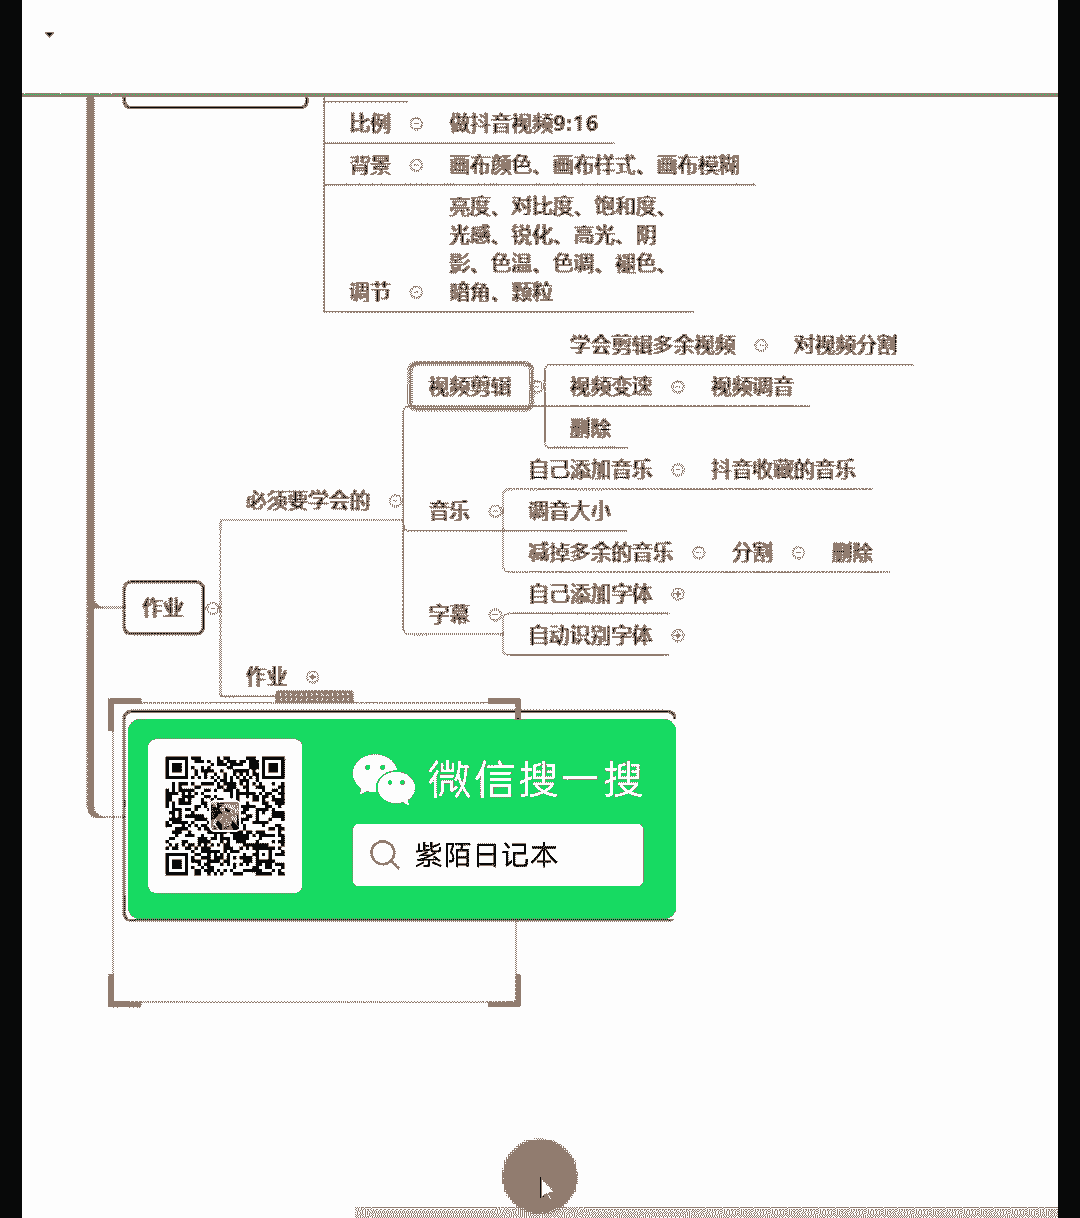 比例 做抖音视频9:16
背景 画布颜色、画布样式、画布模糊
亮度、对比度、饱和度、
光感、锐化、高光、阴
影、色温、色调、褪色、
调节 暗角、颗粒
学会剪辑多余视频 对视频分割
视频剪辑 视频变速 视频调音
删除
自己添加音乐 抖音收藏的音乐
必须要学会的 音乐 调音大小
减掉多余的音乐 分割 删除
自己添加字体
作业 字幕
自动识别字体
作业
微信搜一搜
紫陌日记本